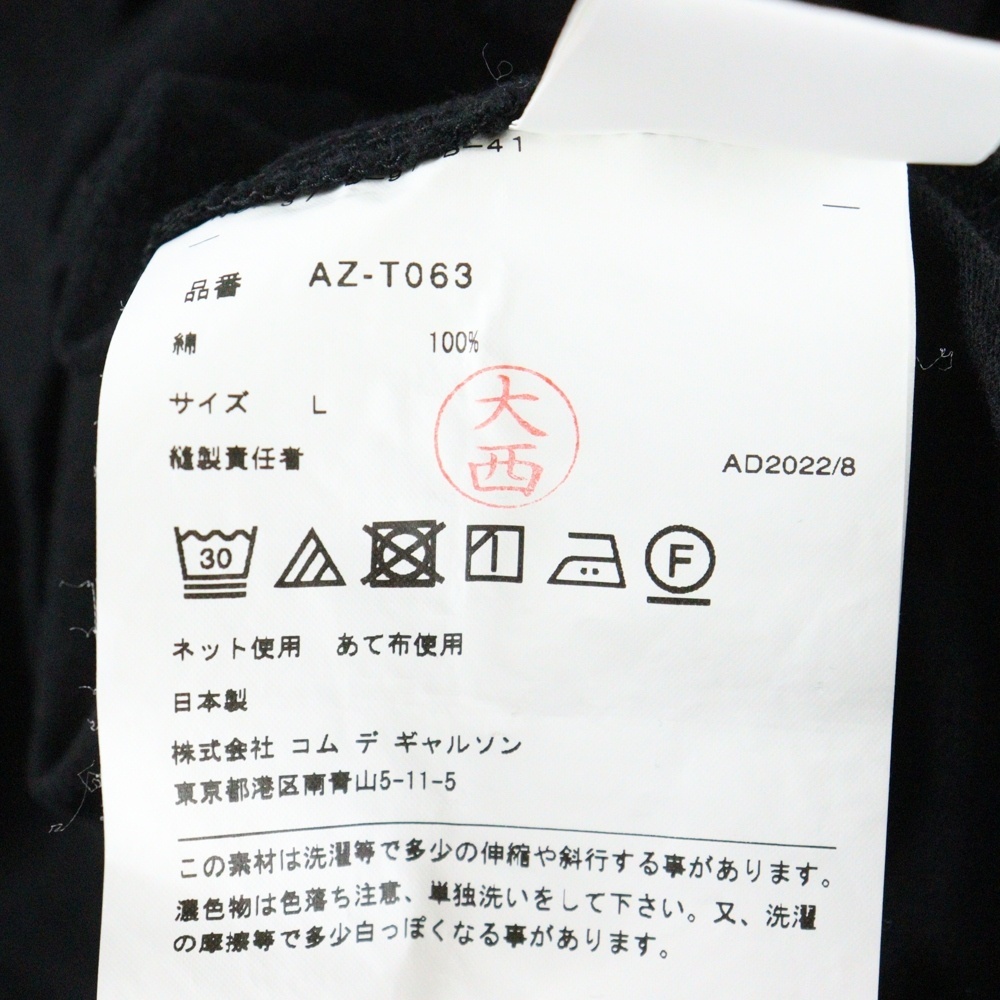 -41
品番 AZ-T063
綿 100%
サイズ L
大西
縫製責任者 AD2022/8
30 F
ネット使用 あて布使用
日本製
株式会社 コム デ ギャルソン
東京都港区南青山5-11-5
この素材は洗濯等で多少の伸縮や斜行する事があります。
濃色物は色落ち注意、単独洗いをして下さい。又、洗濯
の摩擦等で多少白っぽくなる事があります。